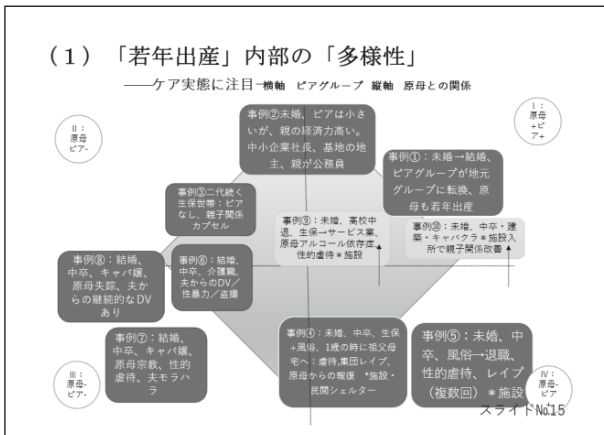 （1）「若年出産」内部の「多様性」
――ケア実態に注目―横軸　ピアグループ　縦軸　原母との関係
Ⅱ：
原母
ピア-
事例②未婚、ピアは小さ
いが、親の経済力高い。
中小企業社長、基地の地
主、親が公務員
Ⅰ：
原母
+ピ
ア+
事例①：未婚→結婚、
ピアグループが地元
グループに転換、原
母も若年出産
事例③二代続く
生保世帯：ピア
なし、親子関係
カプセル
事例⑨：未婚、高校中
退、生保→サービス業、
原母アルコール依存症、
性的虐待＊施設
事例⑩：未婚、中卒・建
築・キャバクラ＊施設入
所で親子関係改善
事例⑧：結婚、
中卒、キャバ嬢、
原母失踪、夫か
らの継続的なDV
あり
事例⑥：結婚、
中卒、介護職、
夫からのDV／
性暴力／盗撮
事例⑦：結婚、
中卒、キャバ嬢、
原母宗教、性的
虐待、夫モラハ
ラ
事例④：未婚、中卒、生保
+風俗、1歳の時に祖父母
宅へ：虐待,集団レイプ、
原母からの報復　＊施設・
民間シェルター
事例⑤：未婚、中
卒、風俗→退職、
性的虐待、レイプ
（複数回）＊施設
Ⅲ：
原母-
ピア-
Ⅳ：
原母-
ピア
スライド№15